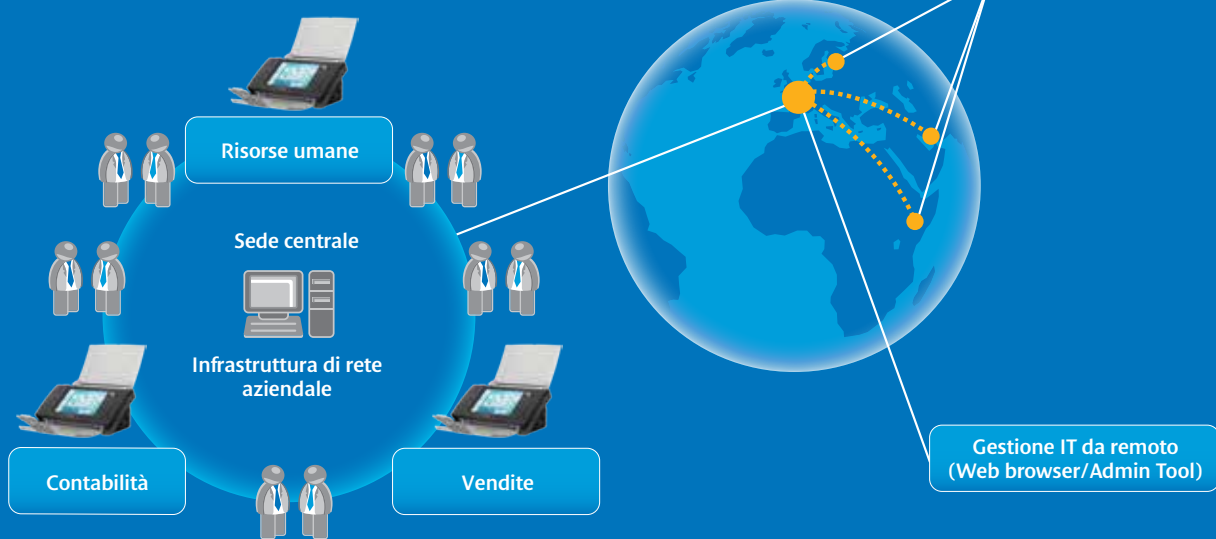 Risorse umane
Sede centrale
Infrastruttura di rete
aziendale
Contabilità
Vendite
Gestione IT da remoto
(Web browser/Admin Tool)